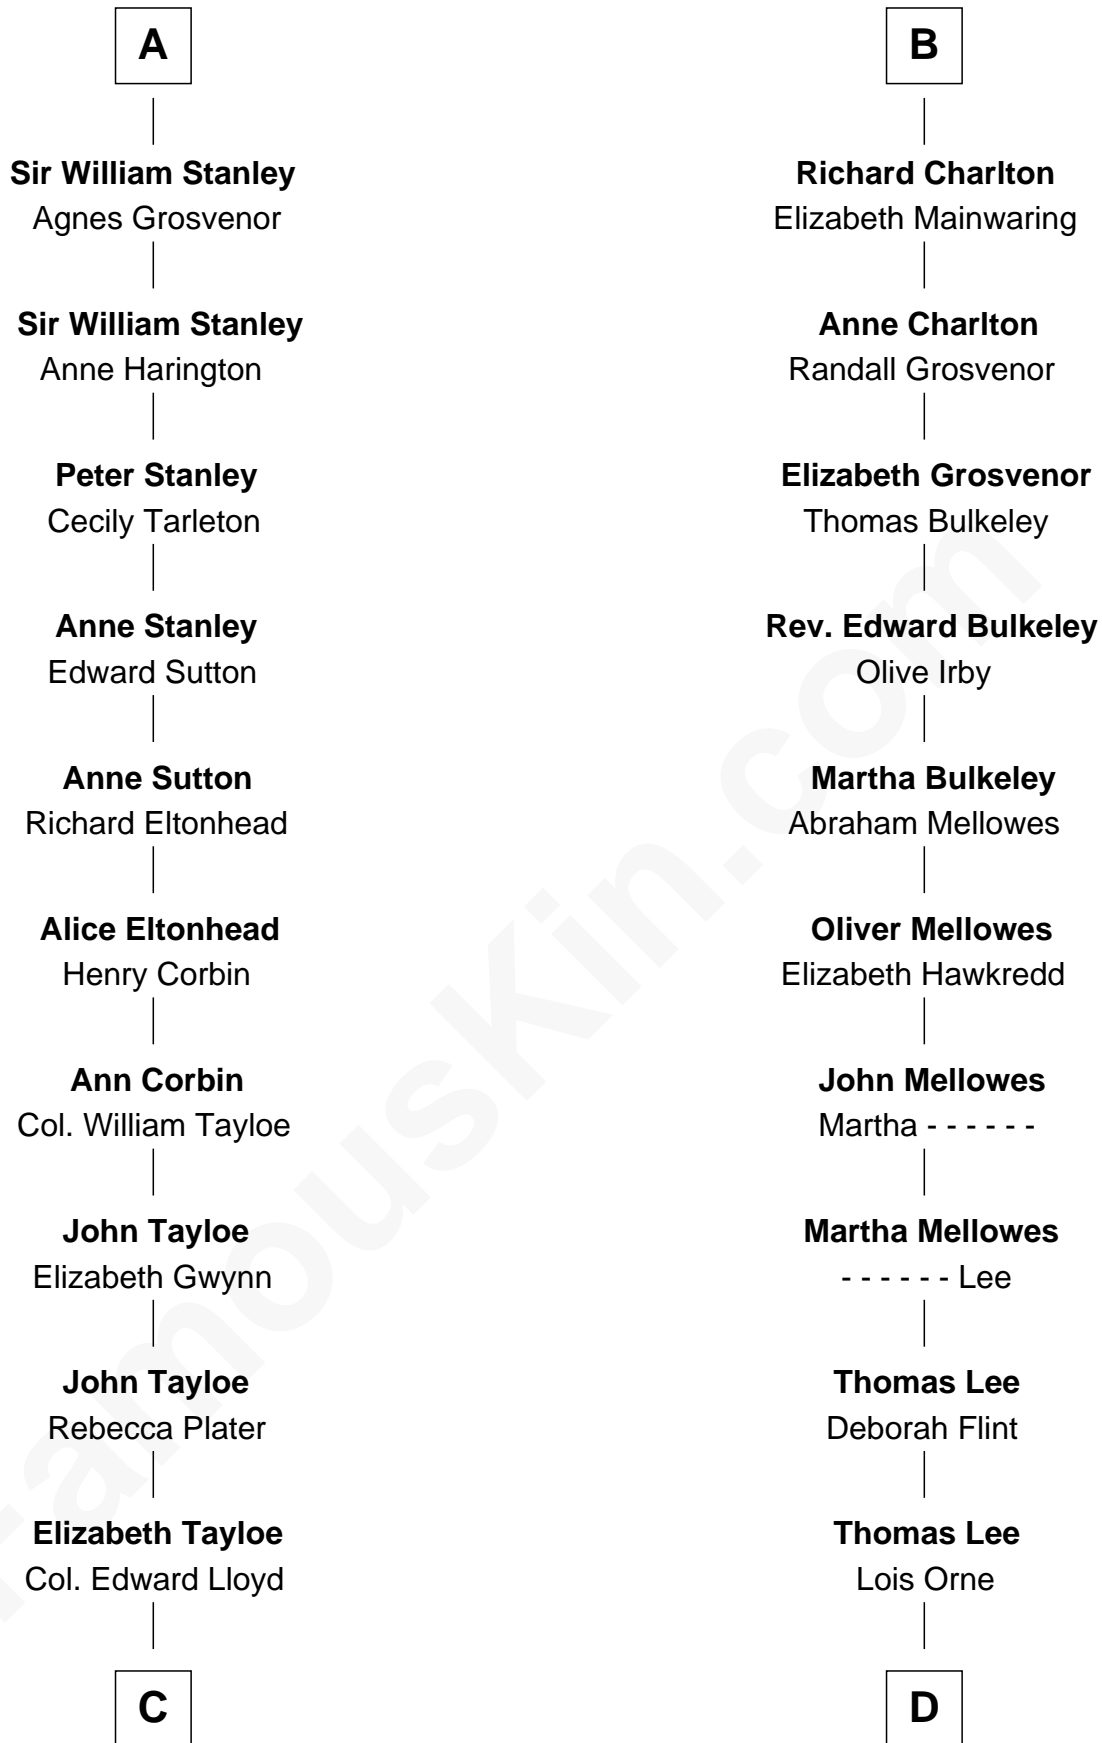 A
Sir William Stanley
Agnes Grosvenor
Sir William Stanley
Anne Harington
Peter Stanley
Cecily Tarleton
Anne Stanley
Edward Sutton
Anne Sutton
Richard Eltonhead
Alice Eltonhead
Henry Corbin
Ann Corbin
Col. William Tayloe
John Tayloe
Elizabeth Gwynn
John Tayloe
Rebecca Plater
Elizabeth Tayloe
Col. Edward Lloyd
C
B
Richard Charlton
Elizabeth Mainwaring
Anne Charlton
Randall Grosvenor
Elizabeth Grosvenor
Thomas Bulkeley
Rev. Edward Bulkeley
Olive Irby
Martha Bulkeley
Abraham Mellowes
Oliver Mellowes
Elizabeth Hawkredd
John Mellowes
Martha - - - - - -
Martha Mellowes
- - - - - - Lee
Thomas Lee
Deborah Flint
Thomas Lee
Lois Orne
D
FamousKin.com